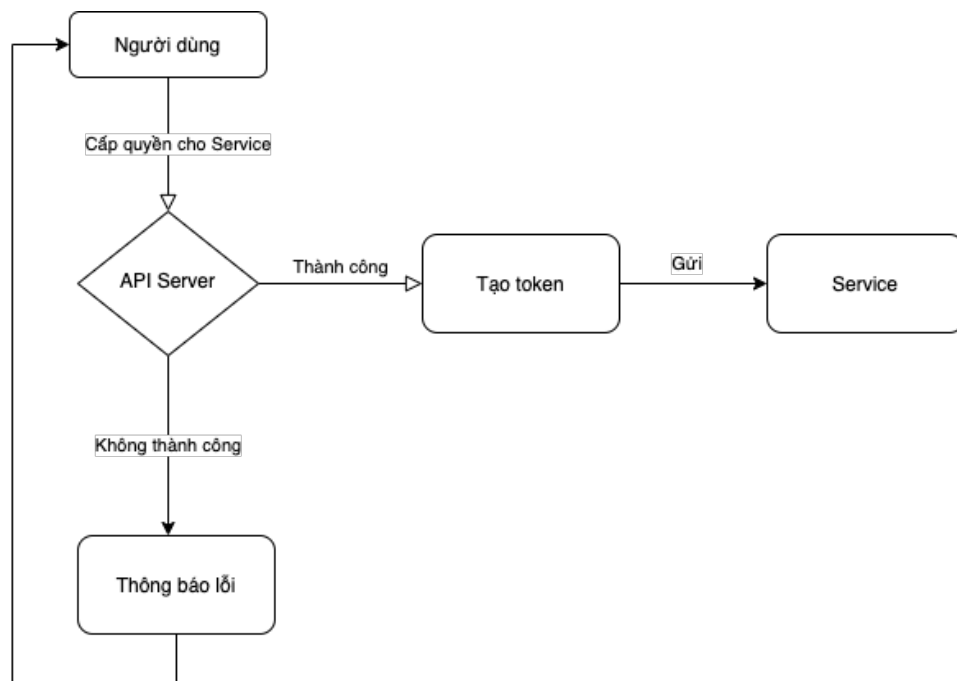 Người dùng
Cấp quyền cho Service
API Server
Thành công
Tạo token
Gửi
Service
Không thành công
Thông báo lỗi